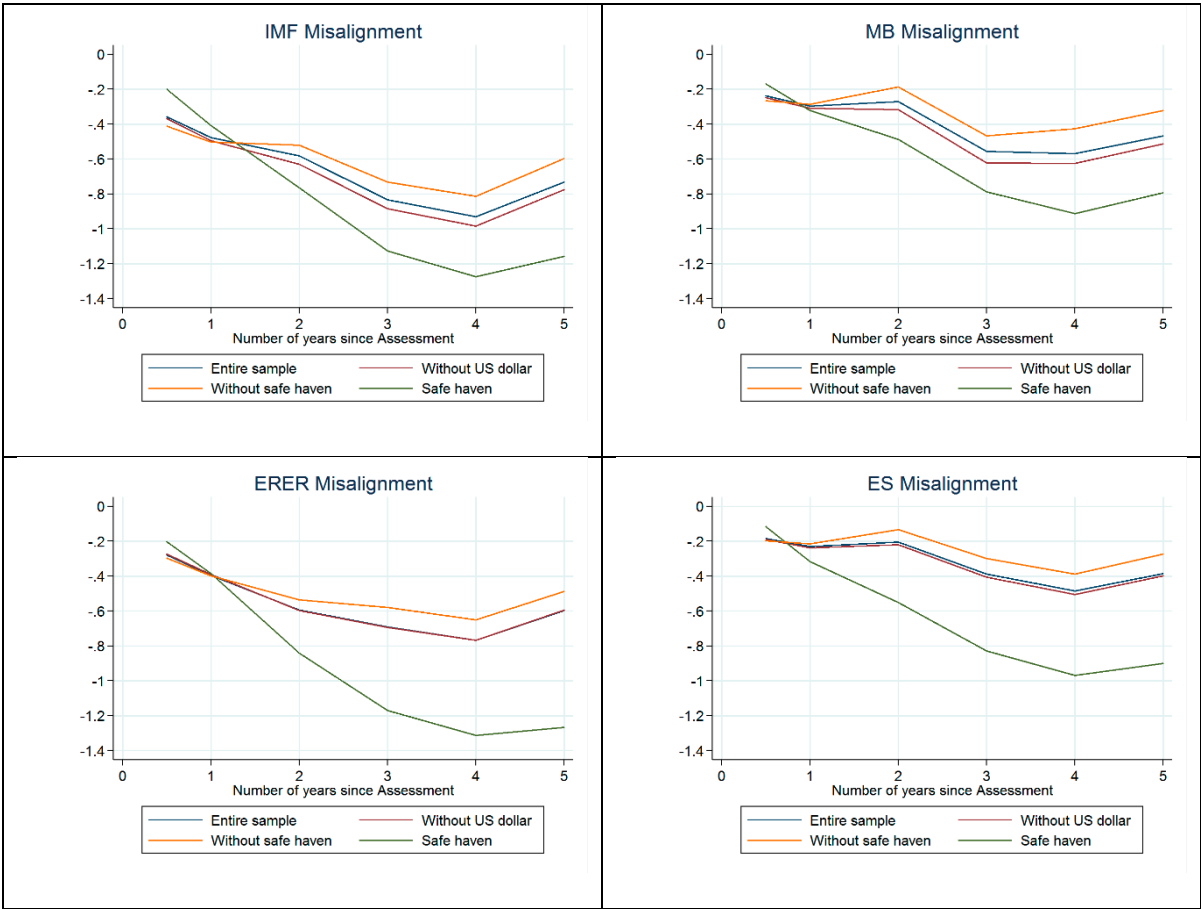 IMF Misalignment
0
-.2
-.4
-.6
-.8
-1
-1.2
-1.4
0 1 2 3 4 5
Number of years since Assessment
Entire sample Without US dollar
Without safe haven Safe haven
MB Misalignment
0
-.2
-.4
-.6
-.8
-1
-1.2
-1.4
0 1 2 3 4 5
Number of years since Assessment
Entire sample Without US dollar
Without safe haven Safe haven
ERER Misalignment
0
-.2
-.4
-.6
-.8
-1
-1.2
-1.4
0 1 2 3 4 5
Number of years since Assessment
Entire sample Without US dollar
Without safe haven Safe haven
ES Misalignment
0
-.2
-.4
-.6
-.8
-1
-1.2
-1.4
0 1 2 3 4 5
Number of years since Assessment
Entire sample Without US dollar
Without safe haven Safe haven